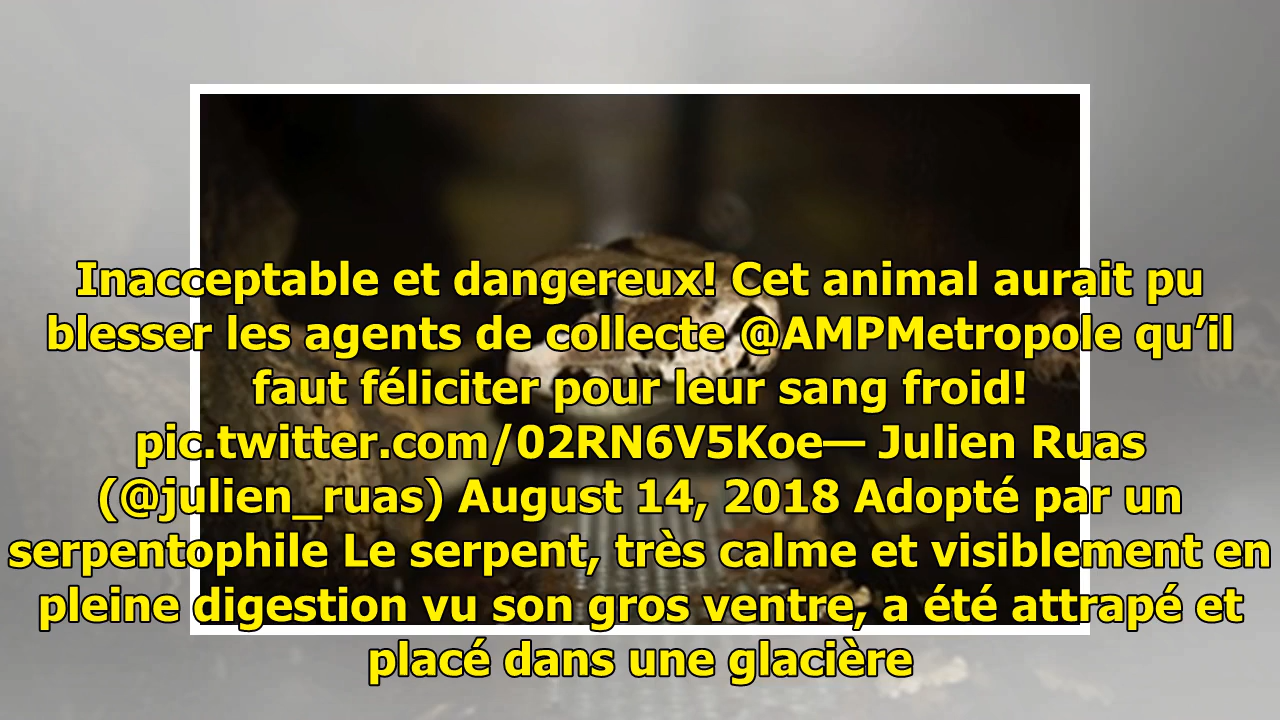 Inacceptable et dangereux! Cet animal aurait pu
blesser les agents de collecte @AMPMetropole qu’il
faut féliciter pour leur sang froid!
pic.twitter.com/02RN6V5Koe— Julien Ruas
(@julien_ruas) August 14, 2018 Adopté par un
serpentophile Le serpent, très calme et visiblement en
pleine digestion vu son gros ventre, a été attrapé et
placé dans une glacière